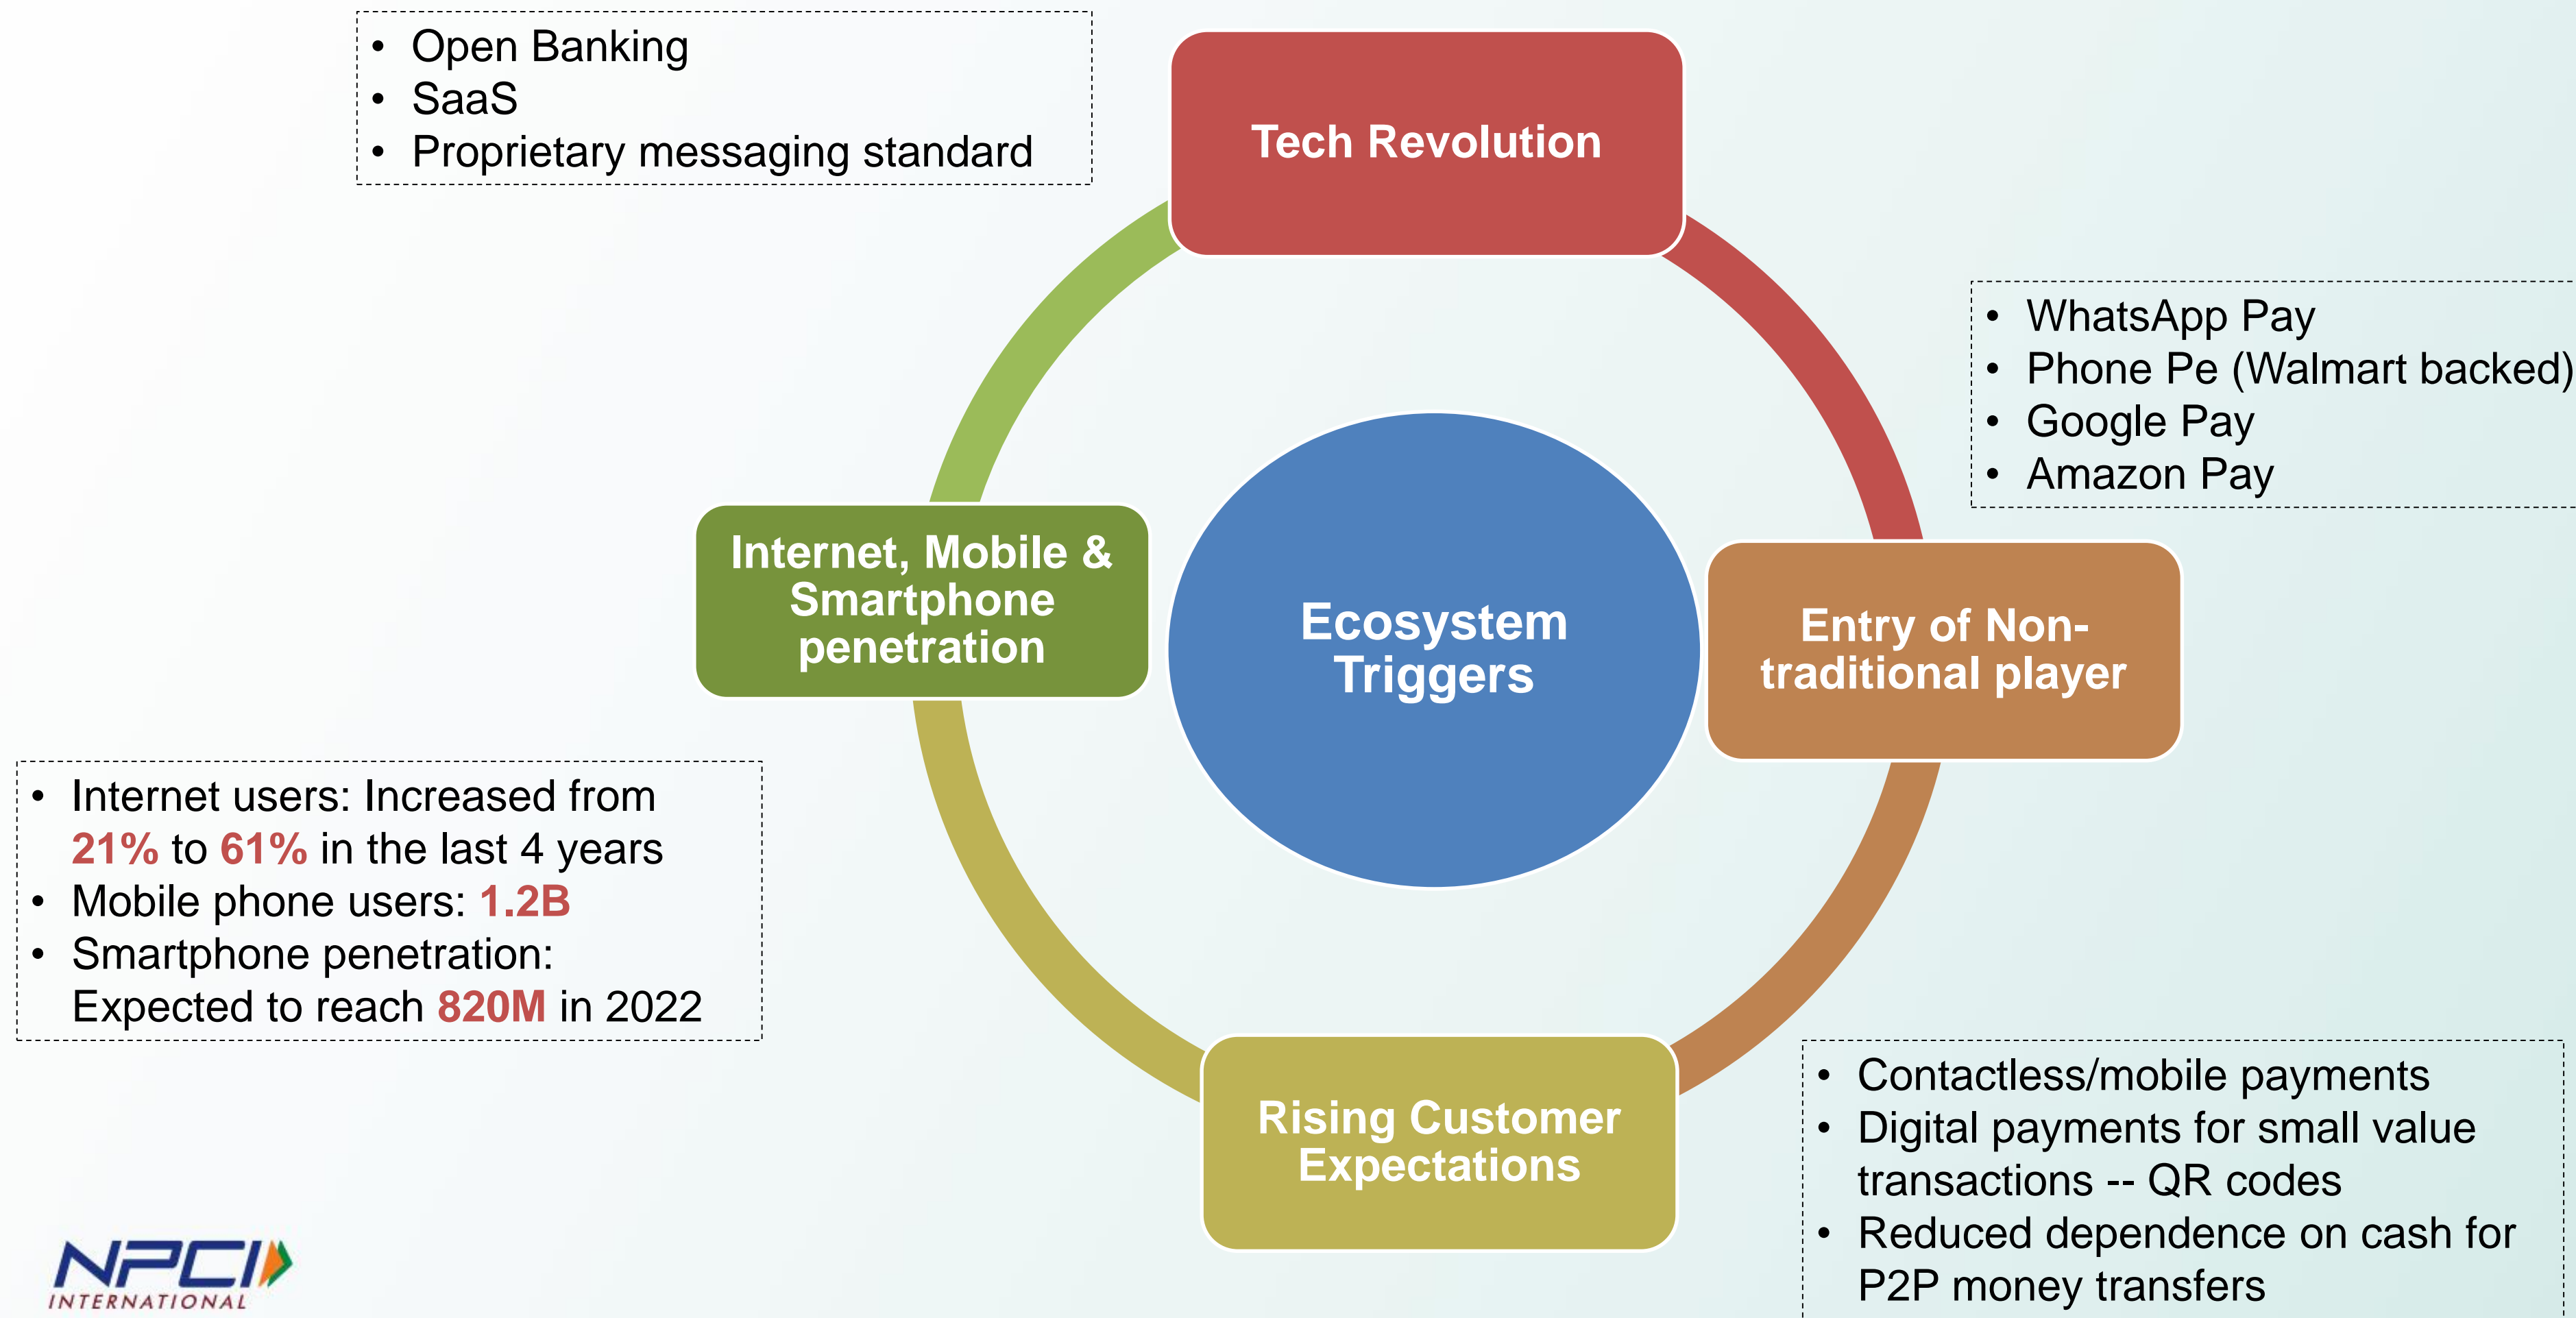 • Open Banking
• SaaS
• Proprietary messaging standard
Tech Revolution
• WhatsApp Pay
• Phone Pe (Walmart backed)
• Google Pay
• Amazon Pay
Internet, Mobile &
Smartphone
penetration
Ecosystem
Triggers
Entry of Non-
traditional player
• Internet users: Increased from
21% to 61% in the last 4 years
• Mobile phone users: 1.2B
• Smartphone penetration:
Expected to reach 820M in 2022
Rising Customer
Expectations
• Contactless/mobile payments
• Digital payments for small value
transactions -- QR codes
• Reduced dependence on cash for
P2P money transfers
NPCI
INTERNATIONAL